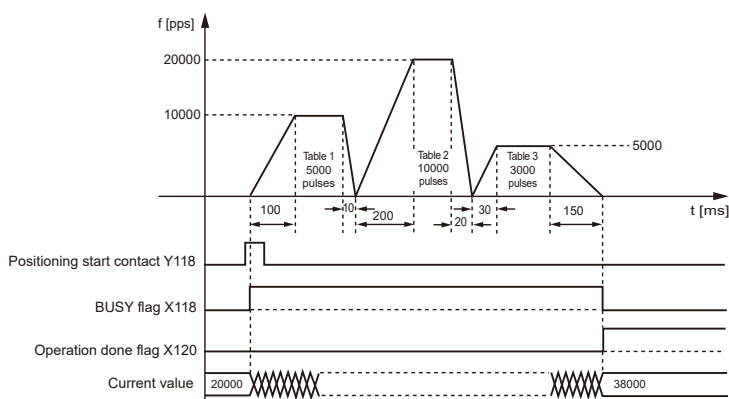 f [pps]
20000
10000
Table 1
5000
pulses
Table 2
10000
pulses
Table 3
3000
pulses
5000
100
10
200
20
30
150
t [ms]
Positioning start contact Y118
BUSY flag X118
Operation done flag X120
Current value
20000
38000